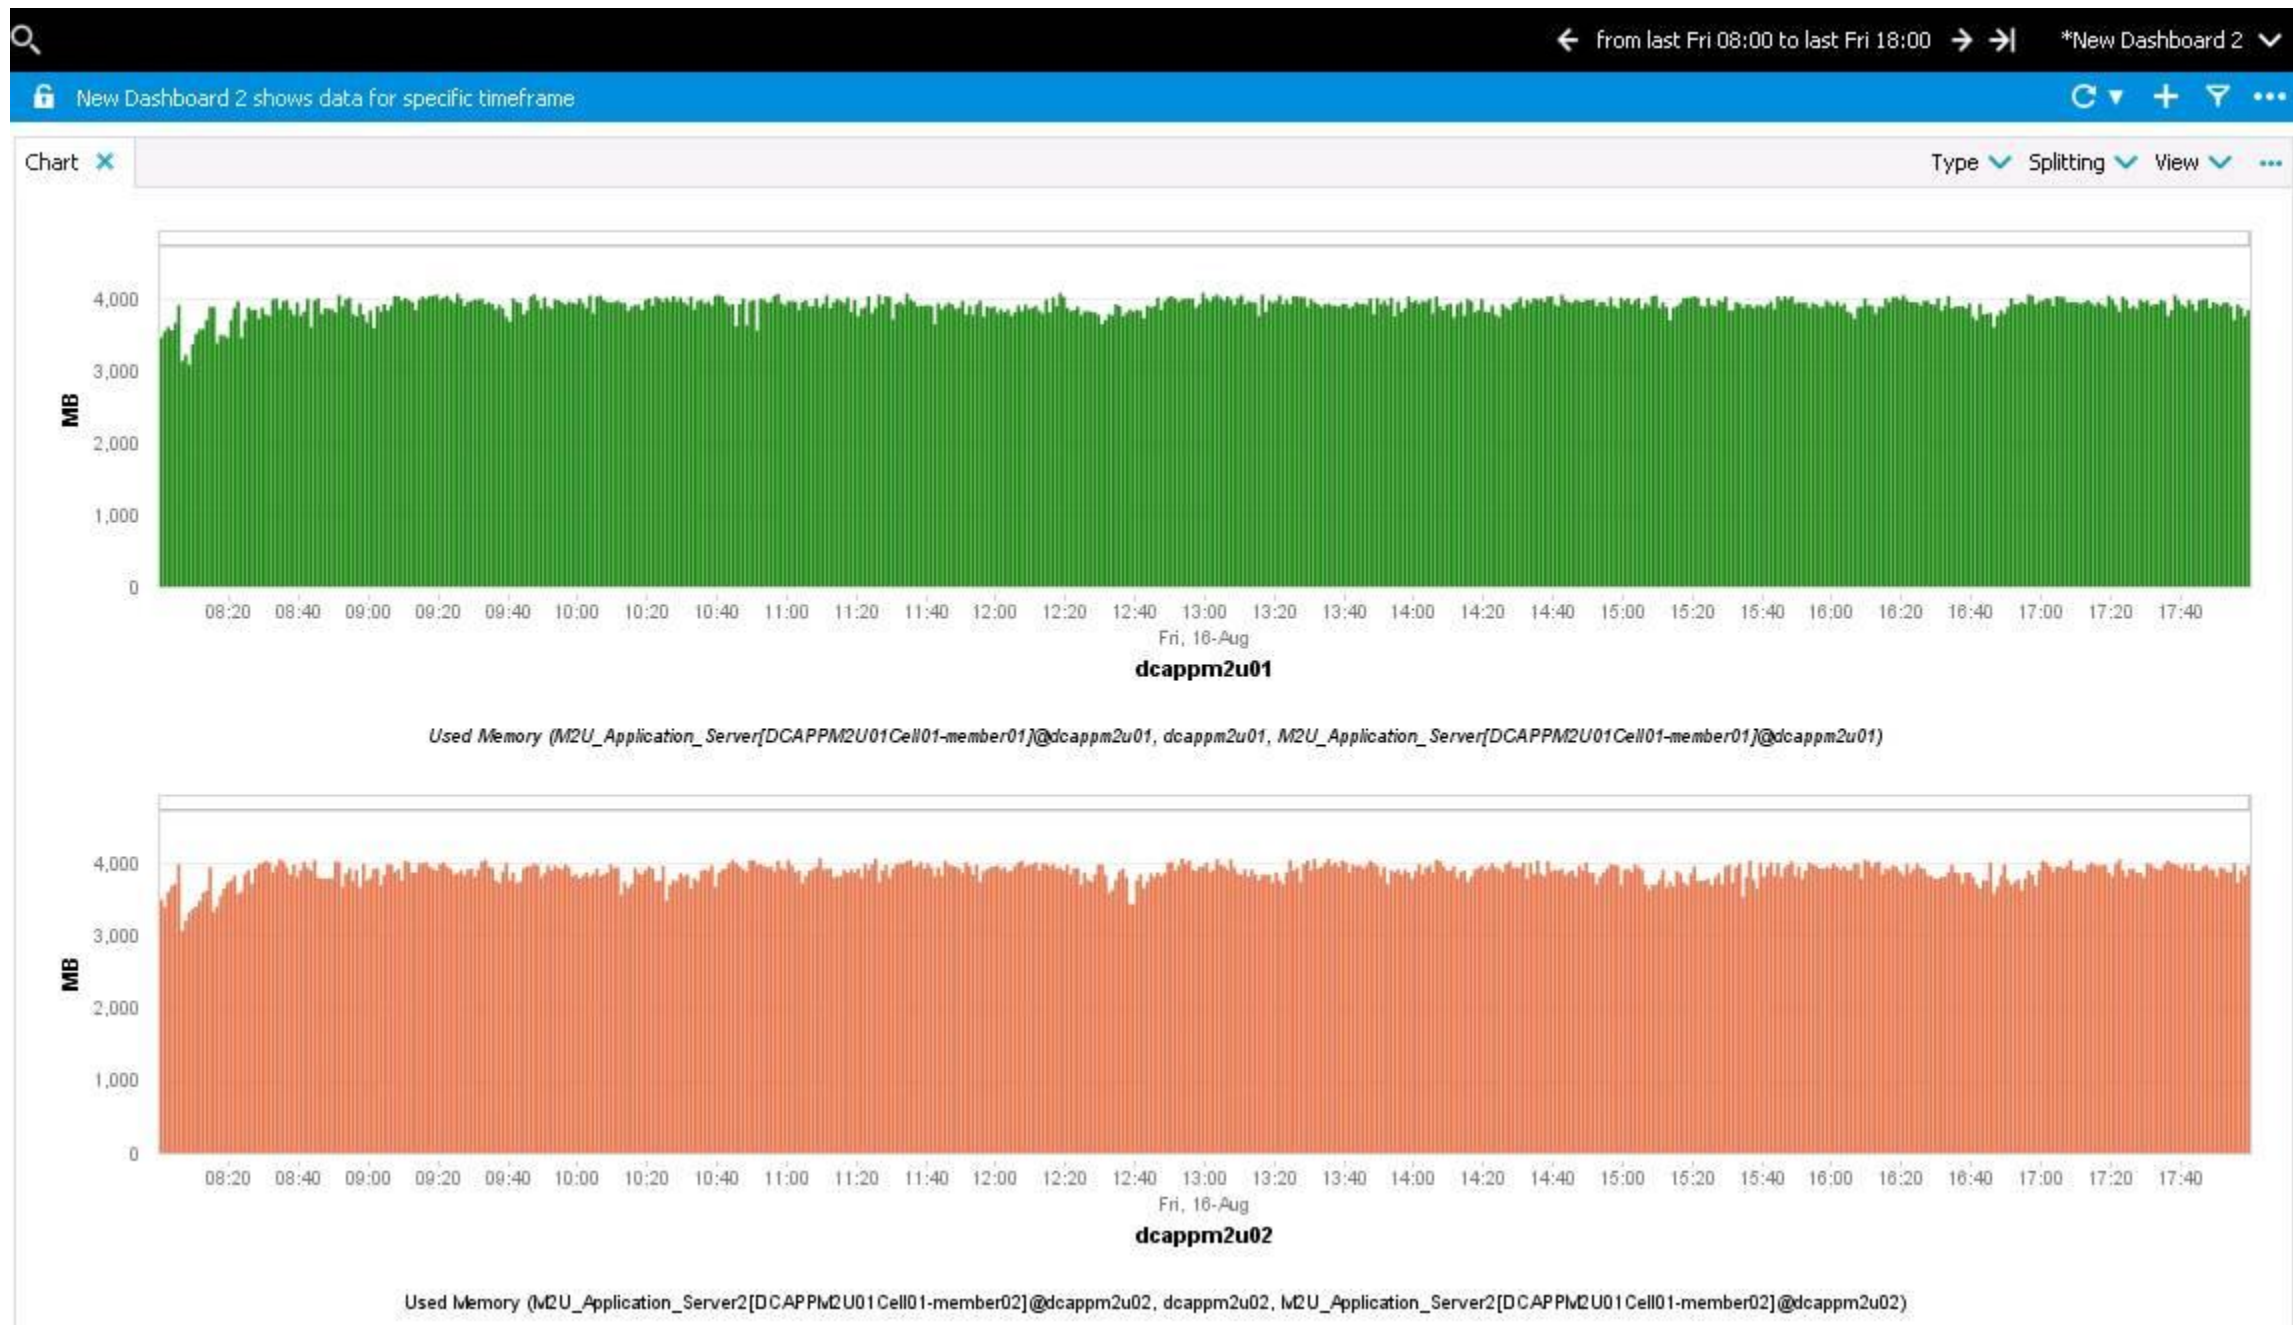 from last Fri 08:00 to last Fri 18:00 *New Dashboard 2
New Dashboard 2 shows data for specific timeframe
Chart Type Splitting View
4,000
3,000
MB
2,000
1,000
0
08:20 08:40 09:00 09:20 09:40 10:00 10:20 10:40 11:00 11:20 11:40 12:00 12:20 12:40 13:00 13:20 13:40 14:00 14:20 14:40 15:00 15:20 15:40 16:00 16:20 16:40 17:00 17:20 17:40
Fri, 16-Aug
dcappm2u01
Used Memory (M2U_Application_Server[DCAPPM2U01Cell01-member01]@dcappm2u01, dcappm2u01, M2U_Application_Server[DCAPPM2U01Cell01-member01]@dcappm2u01)
4,000
3,000
MB
2,000
1,000
0
08:20 08:40 09:00 09:20 09:40 10:00 10:20 10:40 11:00 11:20 11:40 12:00 12:20 12:40 13:00 13:20 13:40 14:00 14:20 14:40 15:00 15:20 15:40 16:00 16:20 16:40 17:00 17:20 17:40
Fri, 16-Aug
dcappm2u02
Used Memory (M2U_Application_Server2[DCAPPM2U01Cell01-member02]@dcappm2u02, dcappm2u02, M2U_Application_Server2[DCAPPM2U01Cell01-member02]@dcappm2u02)